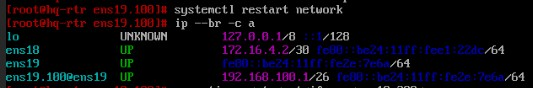 [root@hq-rtr ens19.100]# systemctl restart network
[root@hq-rtr ens19.100]# ip --br -c a
lo UNKNOWN 127.0.0.1/8 ::1/128
ens18 UP 172.16.4.2/30 fe80::be24:11ff:fee1:22dc/64
ens19 UP fe80::be24:11ff:fe2e:7e6a/64
ens19.100@ens19 UP 192.168.100.1/26 fe80::be24:11ff:fe2e:7e6a/64